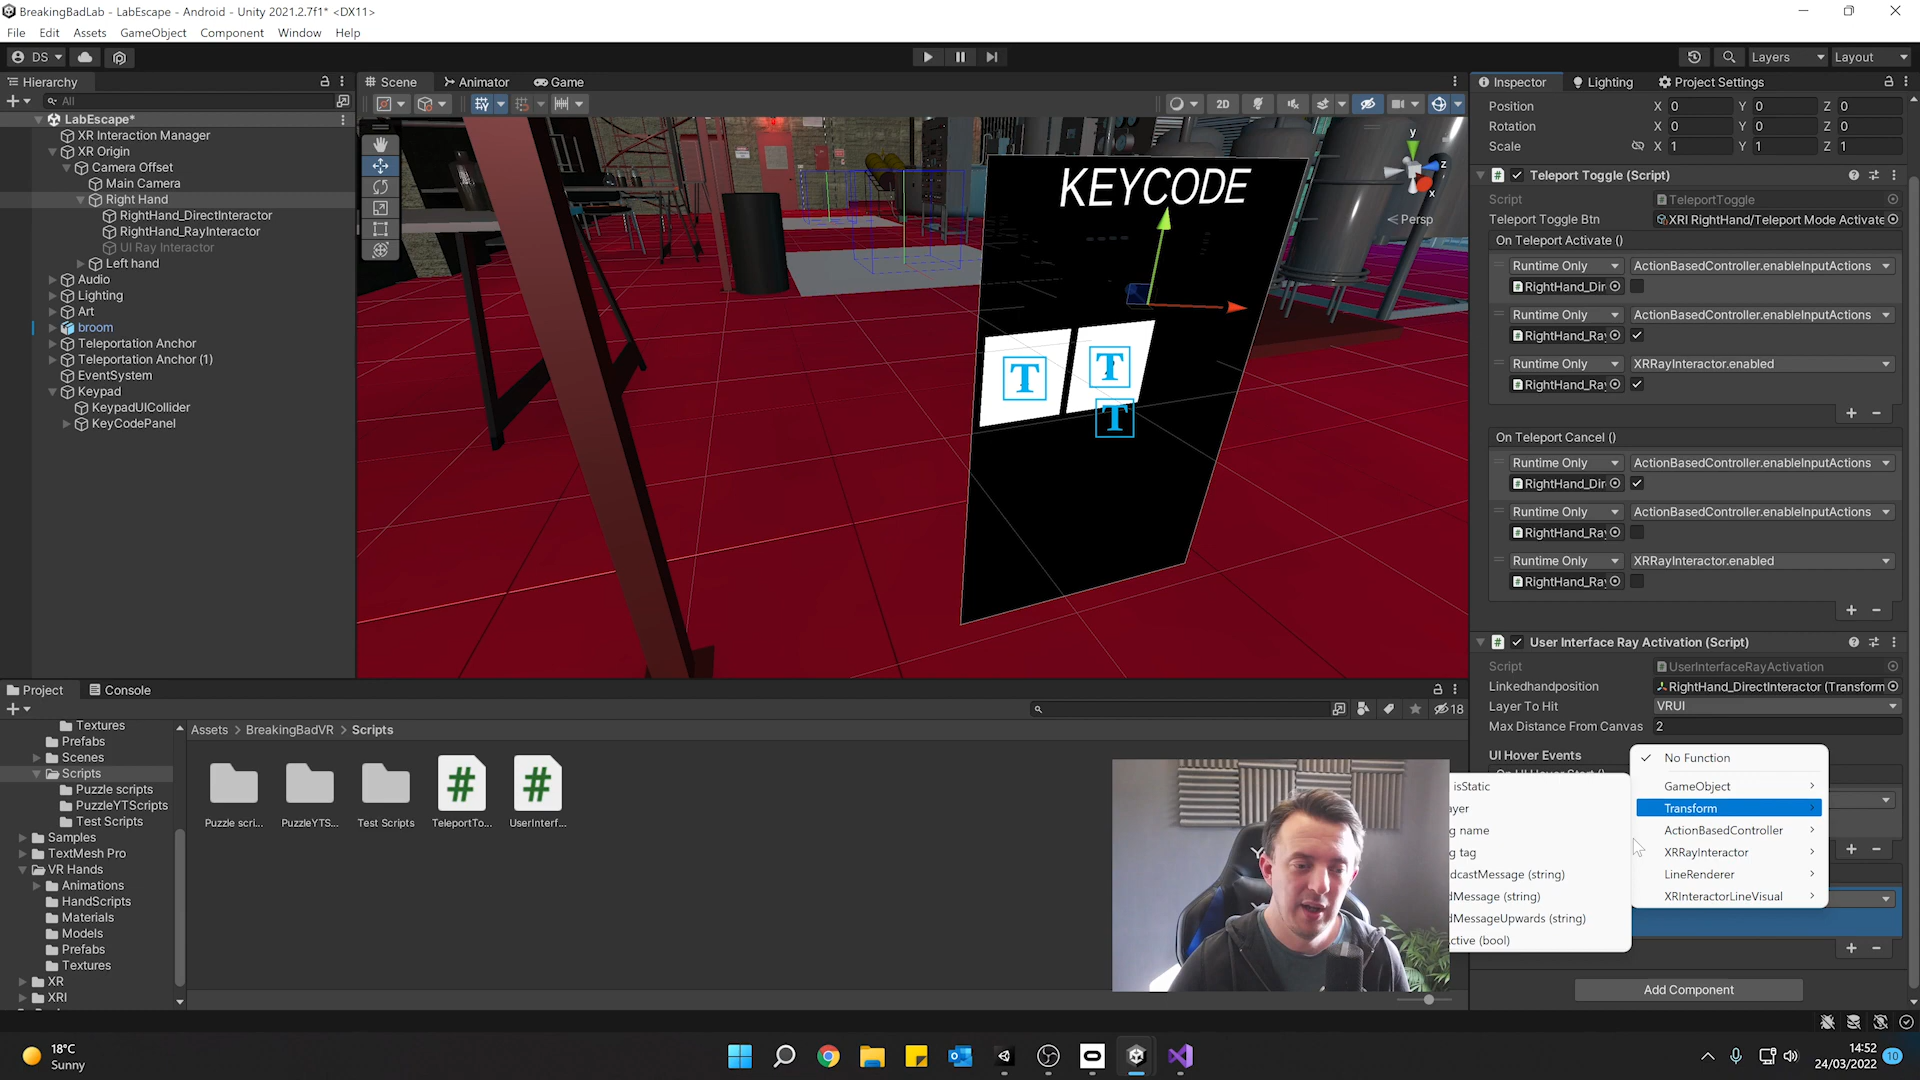 BreakingBadLab - LabEscape - Android - Unity 2021.2.7f1* <DX11>
File Edit Assets GameObject Component Window Help
DS
Layers
Layout
Hierarchy
All
LabEscape*
XR Interaction Manager
XR Origin
Camera Offset
Main Camera
Right Hand
RightHand_DirectInteractor
RightHand_RayInteractor
UI Ray Interactor
Left hand
Audio
Lighting
Art
broom
Teleportation Anchor
Teleportation Anchor (1)
EventSystem
Keypad
KeypadUICollider
KeyCodePanel
Scene Animator Game
2D
KEYCODE
T
T
T
y
z
x
< Persp
Inspector Lighting Project Settings
Position X 0 Y 0 Z 0
Rotation X 0 Y 0 Z 0
Scale X 1 Y 1 Z 1
Teleport Toggle (Script)
Script TeleportToggle
Teleport Toggle Btn XRI RightHand/Teleport Mode Activate
On Teleport Activate ()
Runtime Only ActionBasedController.enableInputActions
RightHand_Dir
Runtime Only ActionBasedController.enableInputActions
RightHand_Ray
Runtime Only XRRayInteractor.enabled
RightHand_Ray
On Teleport Cancel ()
Runtime Only ActionBasedController.enableInputActions
RightHand_Dir
Runtime Only ActionBasedController.enableInputActions
RightHand_Ray
Runtime Only XRRayInteractor.enabled
RightHand_Ray
User Interface Ray Activation (Script)
Script UserInterfaceRayActivation
Linkedhandposition RightHand_DirectInteractor (Transform
Layer To Hit VRUI
Max Distance From Canvas 2
UI Hover Events
No Function
GameObject
Transform
ActionBasedController
XRRayInteractor
LineRenderer
XRInteractorLineVisual
isStatic
ayer
g name
g tag
dcastMessage (string)
dMessage (string)
dMessageUpwards (string)
ctive (bool)
Add Component
Project Console
18
Textures
Prefabs
Scenes
Scripts
Puzzle scripts
PuzzleYTScripts
Test Scripts
Samples
TextMesh Pro
VR Hands
Animations
HandScripts
Materials
Models
Prefabs
Textures
XR
XRI
Assets > BreakingBadVR > Scripts
Puzzle scri...
PuzzleYTS...
Test Scripts
TeleportTo...
UserInterf...
18°C
Sunny
14:52
24/03/2022
10